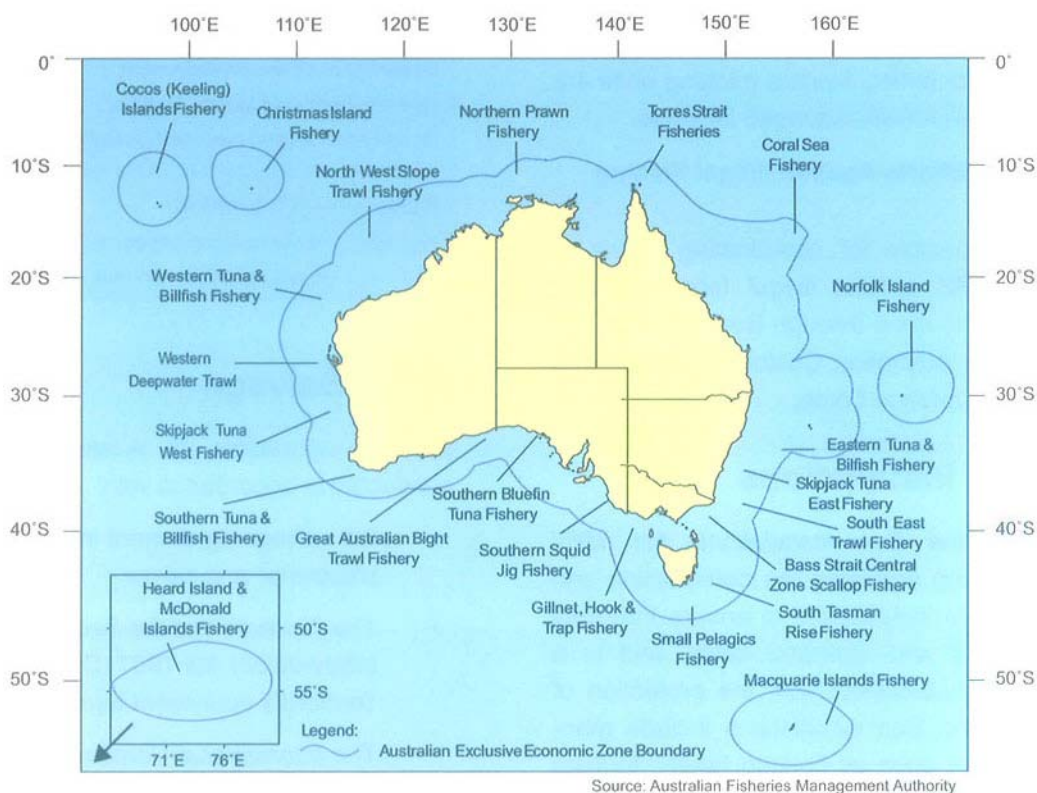 100˚E 110˚E 120˚E 130˚E 140˚E 150˚E 160˚E
0˚ 0˚
Cocos (Keeling)
Islands Fishery
Christmas Island
Fishery
Northern Prawn
Fishery
Torres Strait
Fisheries
Coral Sea
Fishery
10˚S 10˚S
North West Slope
Trawl Fishery
20˚S 20˚S
Western Tuna &
Billfish Fishery
Norfolk Island
Fishery
Western
Deepwater Trawl
30˚S 30˚S
Skipjack Tuna
West Fishery
Eastern Tuna &
Bilfish Fishery
Skipjack Tuna
East Fishery
Southern Tuna &
Billfish Fishery
Great Australian Bight
Trawl Fishery
Southern Bluefin
Tuna Fishery
Southern Squid
Jig Fishery
South East
Trawl Fishery
40˚S 40˚S
Bass Strait Central
Zone Scallop Fishery
Gillnet, Hook &
Trap Fishery
Small Pelagics
Fishery
South Tasman
Rise Fishery
Heard Island &
McDonald
Islands Fishery
50˚S
55˚S
71˚E 76˚E
50˚S 50˚S
Macquarie Islands Fishery
Legend:
Australian Exclusive Economic Zone Boundary
Source: Australian Fisheries Management Authority